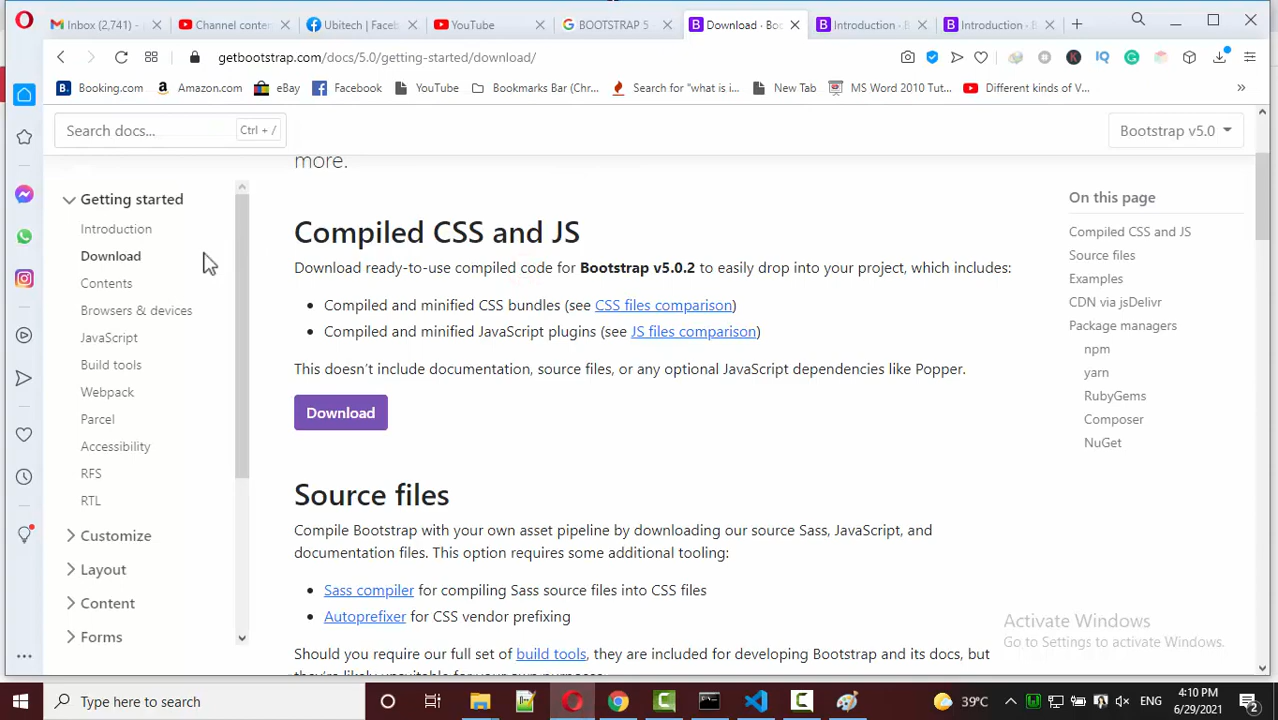 Inbox (2,741) -
Channel conten
Ubitech | Faceb
YouTube
BOOTSTRAP 5
Download · Boo
Introduction · B
Introduction · B
getbootstrap.com/docs/5.0/getting-started/download/
Booking.com
Amazon.com
eBay
Facebook
YouTube
Bookmarks Bar (Chr...
Search for "what is i...
New Tab
MS Word 2010 Tut...
Different kinds of V...
Search docs...
Ctrl + /
Bootstrap v5.0
more.
Getting started
Introduction
Download
Contents
Browsers & devices
JavaScript
Build tools
Webpack
Parcel
Accessibility
RFS
RTL
Customize
Layout
Content
Forms
Compiled CSS and JS
Download ready-to-use compiled code for Bootstrap v5.0.2 to easily drop into your project, which includes:
Compiled and minified CSS bundles (see CSS files comparison)
Compiled and minified JavaScript plugins (see JS files comparison)
This doesn't include documentation, source files, or any optional JavaScript dependencies like Popper.
Download
Source files
Compile Bootstrap with your own asset pipeline by downloading our source Sass, JavaScript, and
documentation files. This option requires some additional tooling:
Sass compiler for compiling Sass source files into CSS files
Autoprefixer for CSS vendor prefixing
Should you require our full set of build tools, they are included for developing Bootstrap and its docs, but
they're likely unsuitable for your own purposes.
On this page
Compiled CSS and JS
Source files
Examples
CDN via jsDelivr
Package managers
npm
yarn
RubyGems
Composer
NuGet
Activate Windows
Go to Settings to activate Windows.
Type here to search
39°C
ENG
4:10 PM
6/29/2021
2